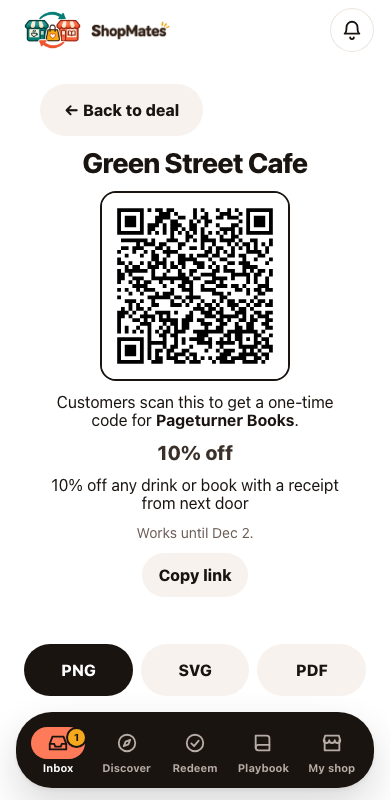 ShopMates
← Back to deal
Green Street Cafe
Customers scan this to get a one-time
code for Pageturner Books.
10% off
10% off any drink or book with a receipt
from next door
Works until Dec 2.
Copy link
PNG
SVG
PDF
1
Inbox
Discover
Redeem
Playbook
My shop